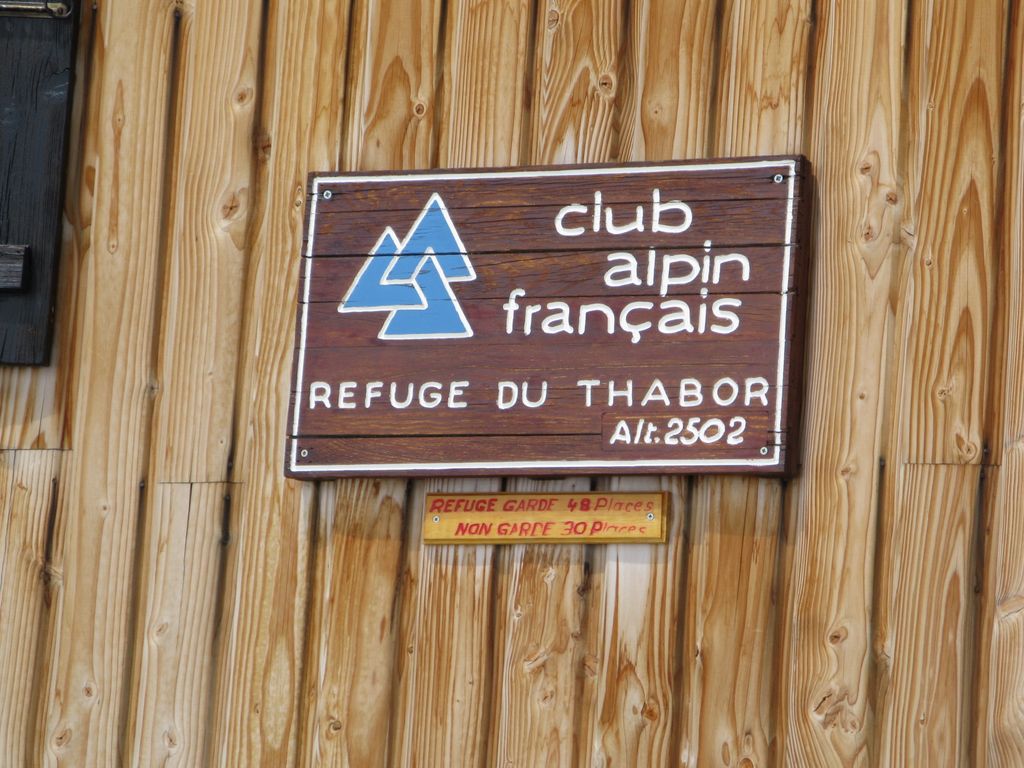 club
alpin
français
REFUGE DU THABOR
Alt.2502
REFUGE GARDE 48 Places
NON GARDE 30 Places